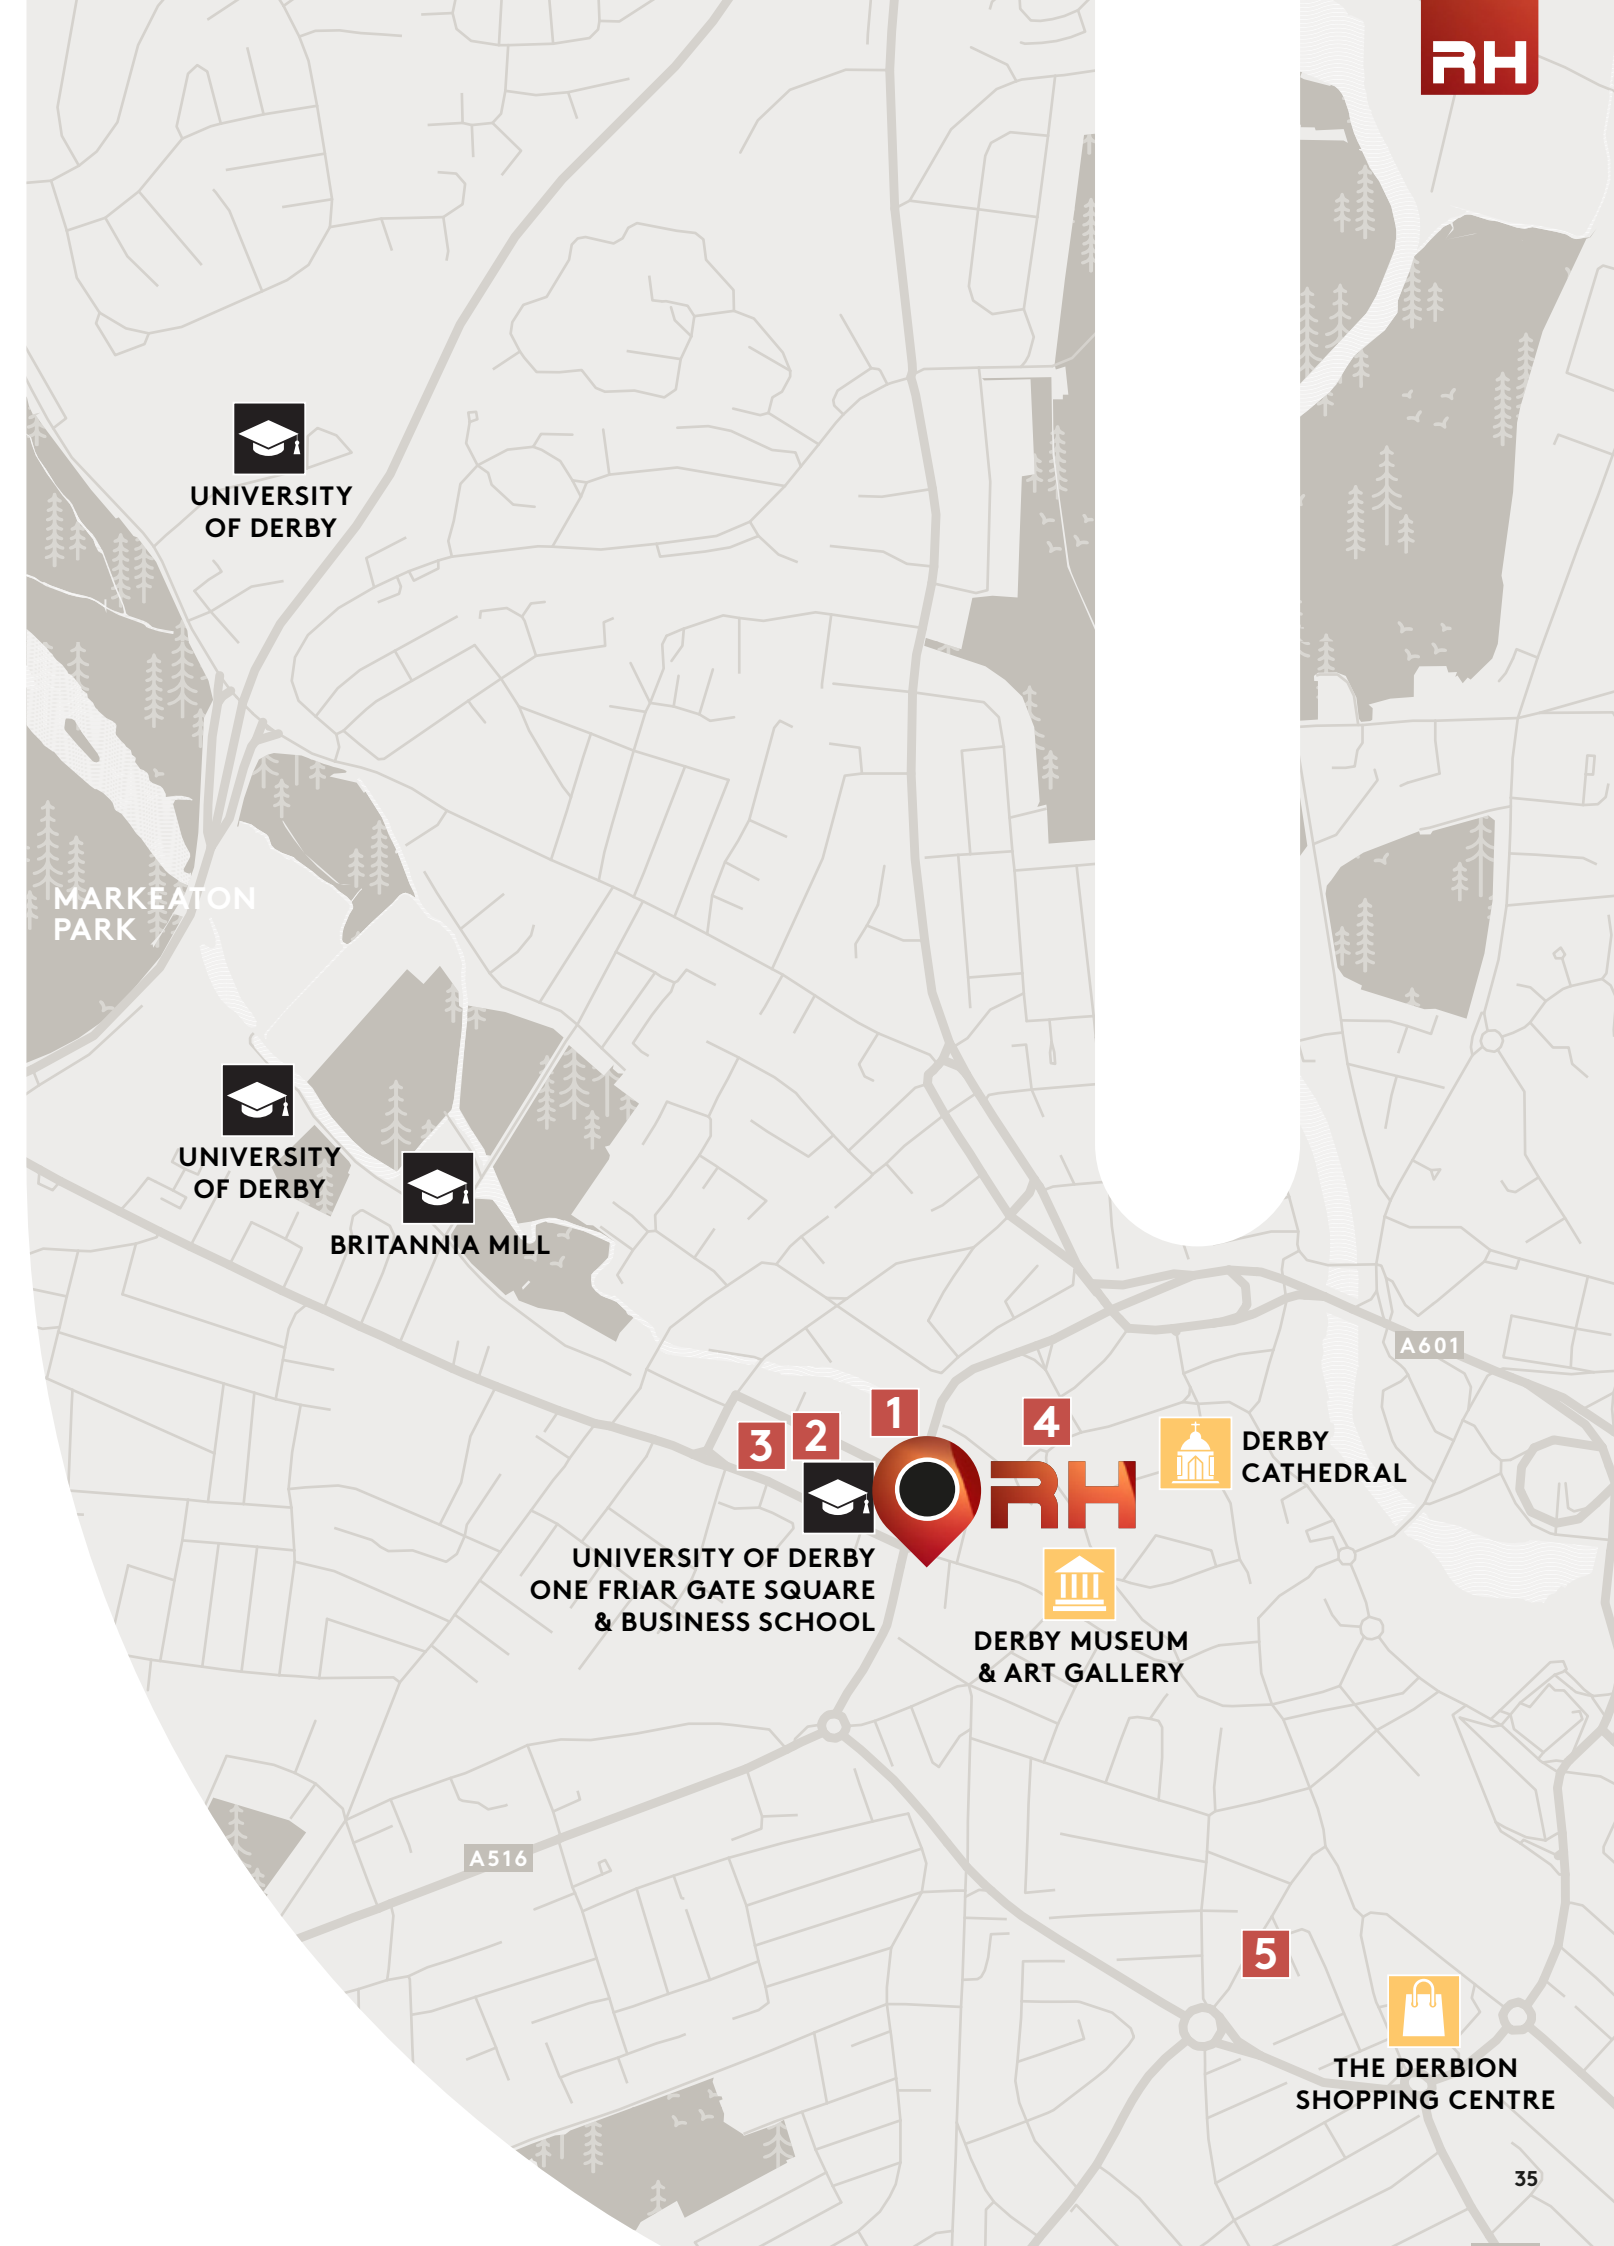 RH
UNIVERSITY
OF DERBY
MARKEATON
PARK
UNIVERSITY
OF DERBY
BRITANNIA MILL
A601
1
2
3
4
RH
DERBY
CATHEDRAL
UNIVERSITY OF DERBY
ONE FRIAR GATE SQUARE
& BUSINESS SCHOOL
DERBY MUSEUM
& ART GALLERY
A516
5
THE DERBION
SHOPPING CENTRE
35